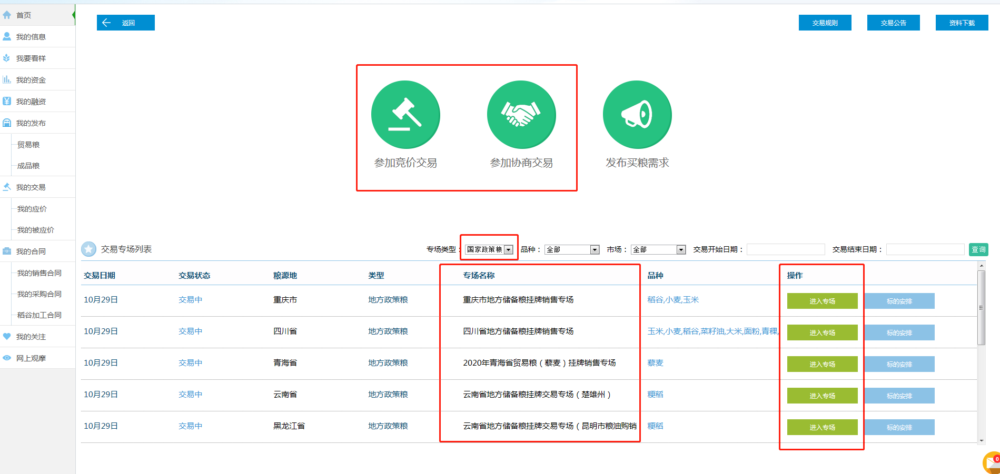 首页
我的信息
我要看样
我的资金
我的融资
我的发布
贸易粮
成品粮
我的交易
我的应价
我的被应价
我的合同
我的销售合同
我的采购合同
稻谷加工合同
我的关注
网上观摩
返回 交易规则 交易公告 资料下载
参加竞价交易 参加协商交易 发布买粮需求
交易专场列表 专场类型： 国家政策粮 品种： 全部 市场： 全部 交易开始日期： 交易结束日期： 查询
交易日期 交易状态 粮源地 类型 专场名称 品种 操作
10月29日 交易中 重庆市 地方政策粮 重庆市地方储备粮挂牌销售专场 稻谷,小麦,玉米 进入专场 标的安排
10月29日 交易中 四川省 地方政策粮 四川省地方储备粮挂牌销售专场 玉米,小麦,稻谷,菜籽油,大米,面粉,青稞, 进入专场 标的安排
10月29日 交易中 青海省 地方政策粮 2020年青海省贸易粮（藜麦）挂牌销售专场 藜麦 进入专场 标的安排
10月29日 交易中 云南省 地方政策粮 云南省地方储备粮挂牌交易专场（楚雄州） 粳稻 进入专场 标的安排
10月29日 交易中 黑龙江省 地方政策粮 云南省地方储备粮挂牌交易专场（昆明市粮油购销 粳稻 进入专场 标的安排
0